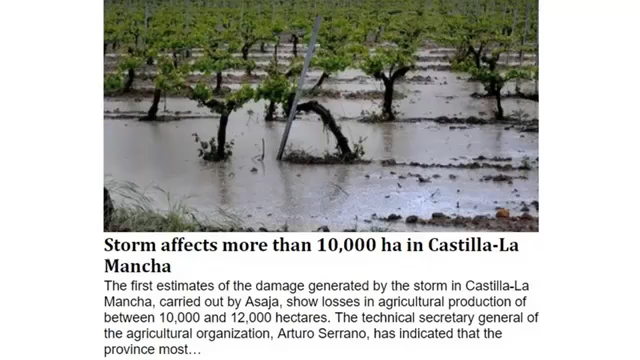 Storm affects more than 10,000 ha in Castilla-La
Mancha
The first estimates of the damage generated by the storm in Castilla-La
Mancha, carried out by Asaja, show losses in agricultural production of
between 10,000 and 12,000 hectares. The technical secretary general of
the agricultural organization, Arturo Serrano, has indicated that the
province most…